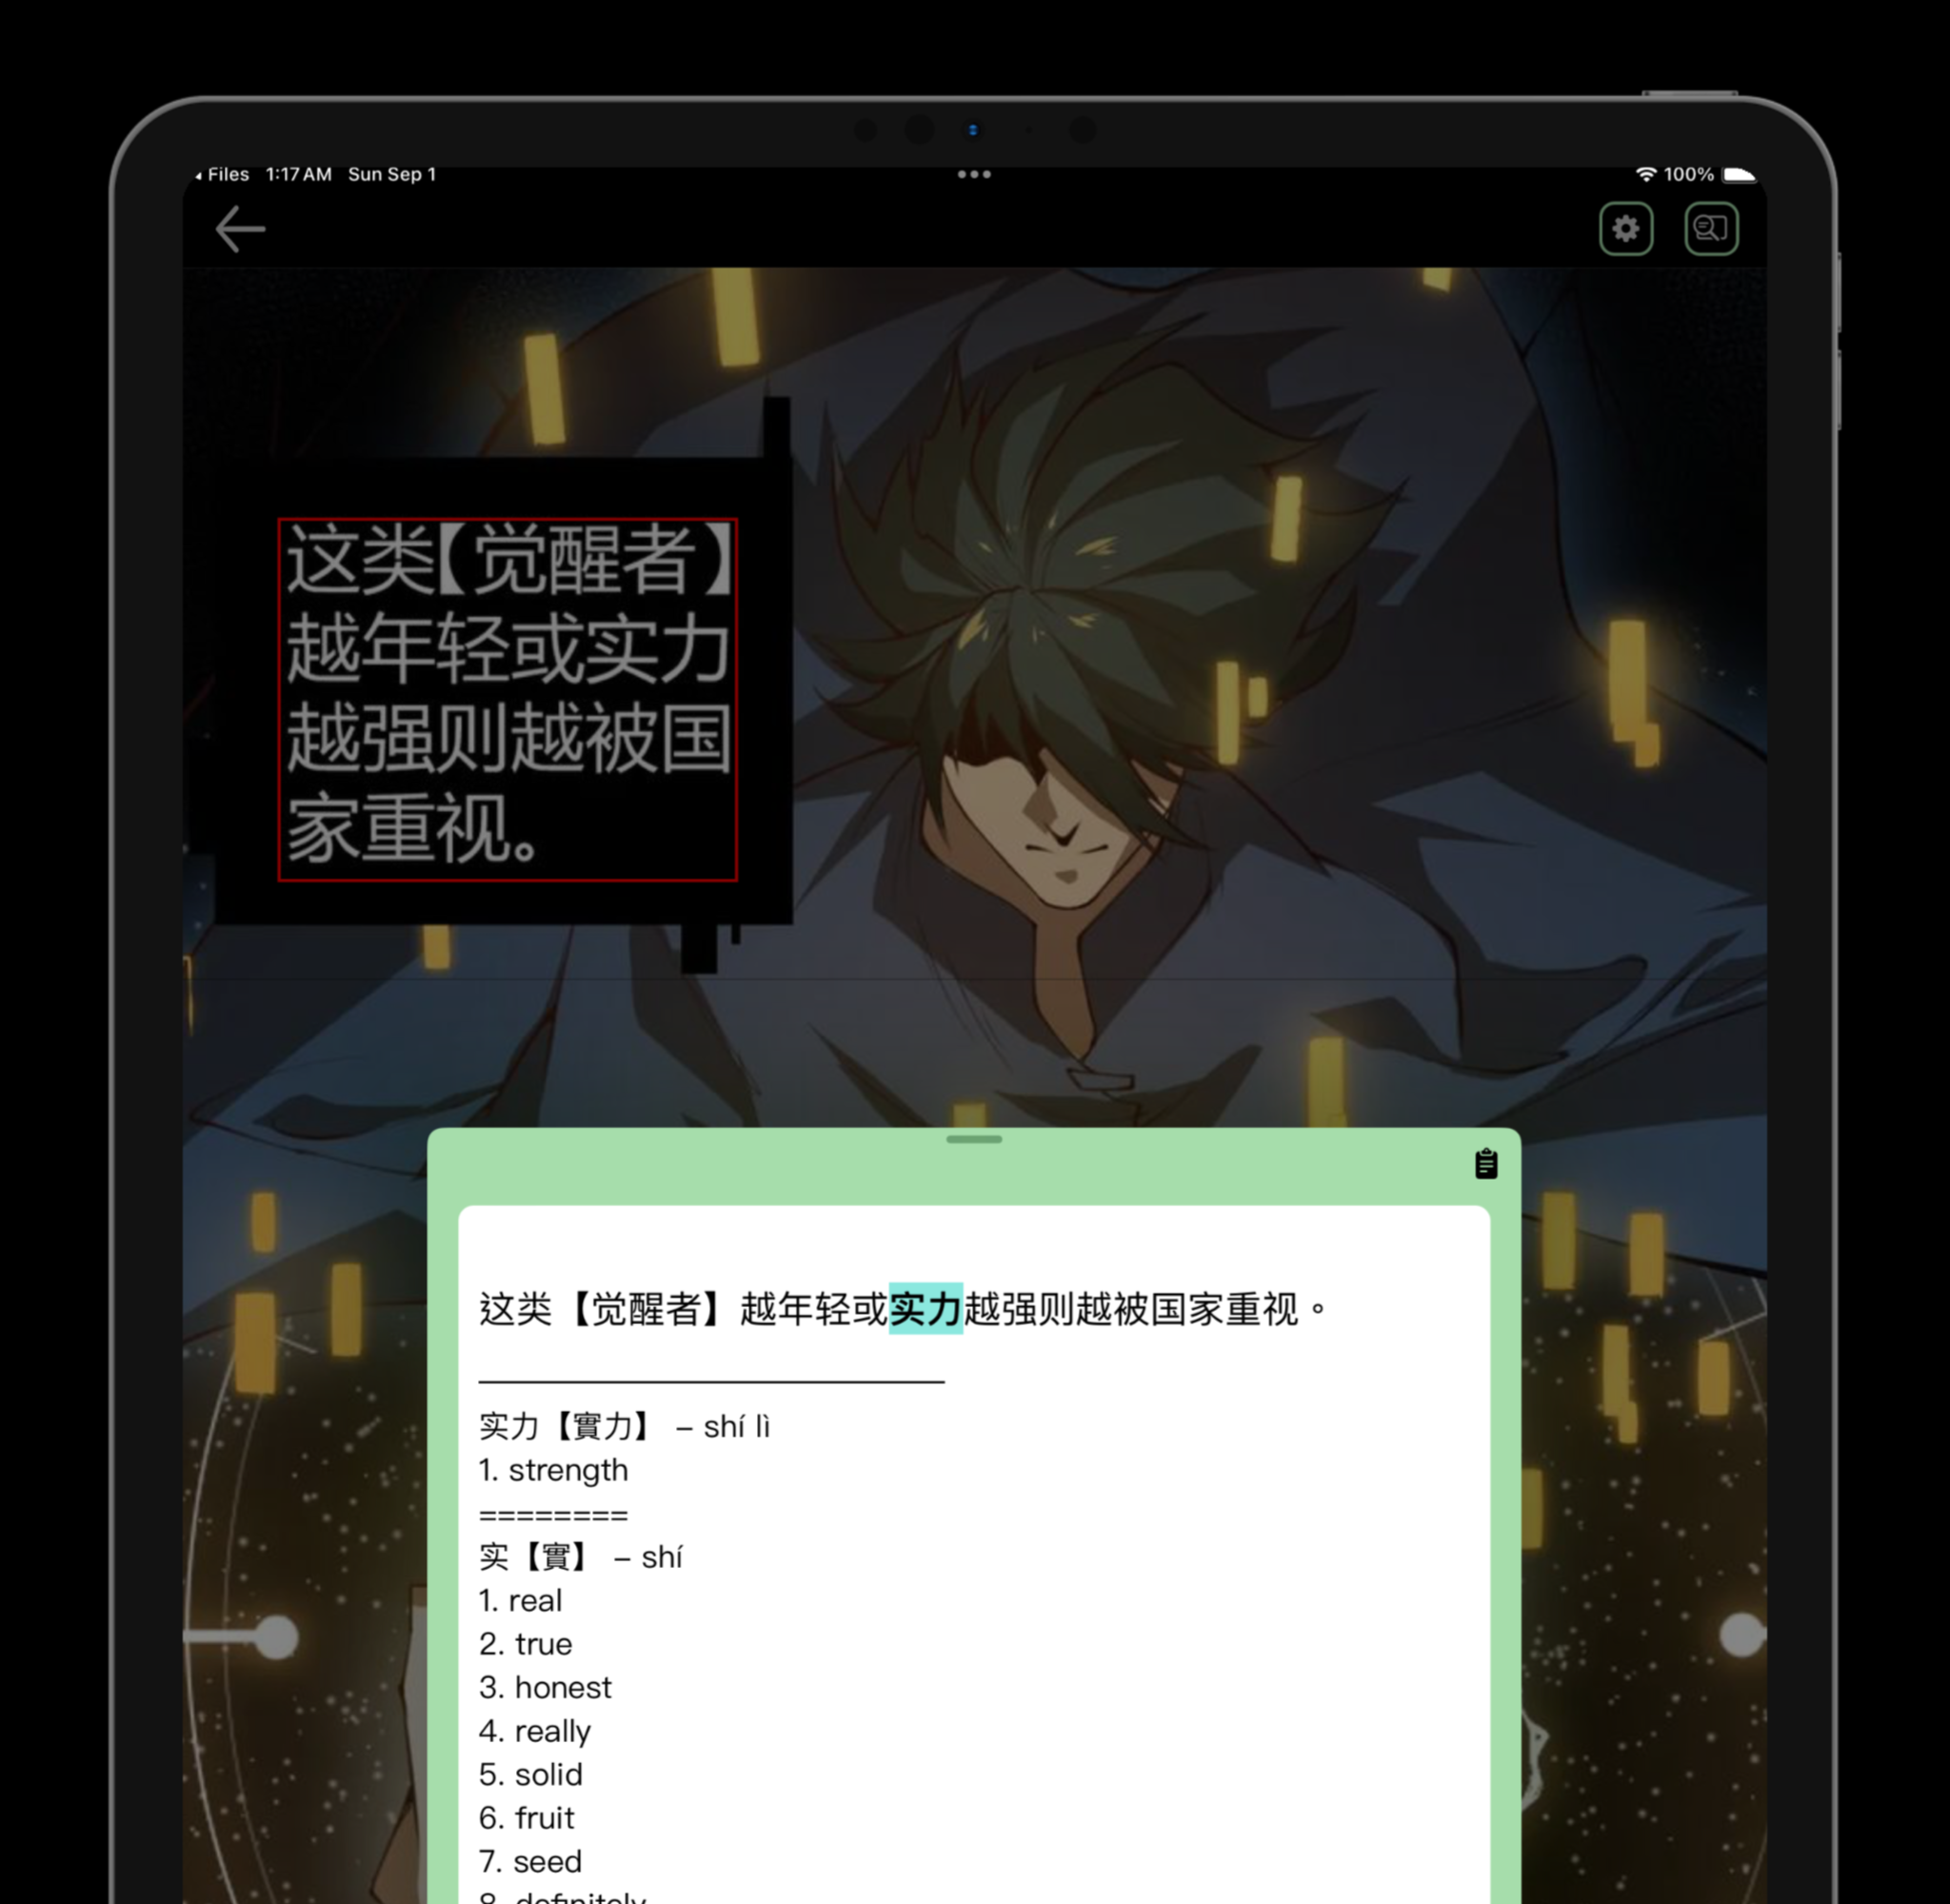 Files 1:17 AM Sun Sep 1
100%
这类【觉醒者】
越年轻或实力
越强则越被国
家重视。
这类【觉醒者】越年轻或实力越强则越被国家重视。
实力【實力】 – shí lì
1. strength
========
实【實】 – shí
1. real
2. true
3. honest
4. really
5. solid
6. fruit
7. seed
8. definitely